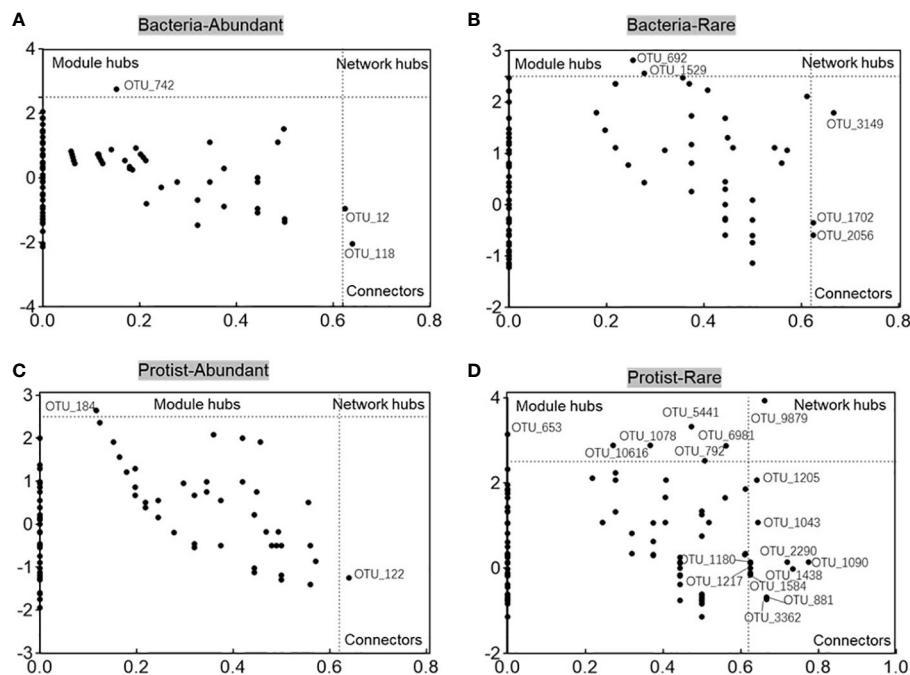 A
Bacteria-Abundant
4
2
0
-2
-4
0.0
0.2
0.4
0.6
0.8
Module hubs
Network hubs
OTU_742
OTU_12
OTU_118
Connectors
B
Bacteria-Rare
3
2
1
0
-1
-2
0.0
0.2
0.4
0.6
0.8
Module hubs
OTU_692
Network hubs
OTU_1529
OTU_3149
OTU_1702
OTU_2056
Connectors
C
Protist-Abundant
3
2
1
0
-1
-2
-3
0.0
0.2
0.4
0.6
0.8
OTU_184
Module hubs
Network hubs
OTU_122
Connectors
D
Protist-Rare
4
2
0
-2
0.0
0.2
0.4
0.6
0.8
1.0
Module hubs
Network hubs
OTU_653
OTU_5441
OTU_9879
OTU_1078
OTU_6981
OTU_10616
OTU_792
OTU_1205
OTU_1043
OTU_1180
OTU_2290
OTU_1090
OTU_1217
OTU_1438
OTU_1584
OTU_881
OTU_3362
Connectors